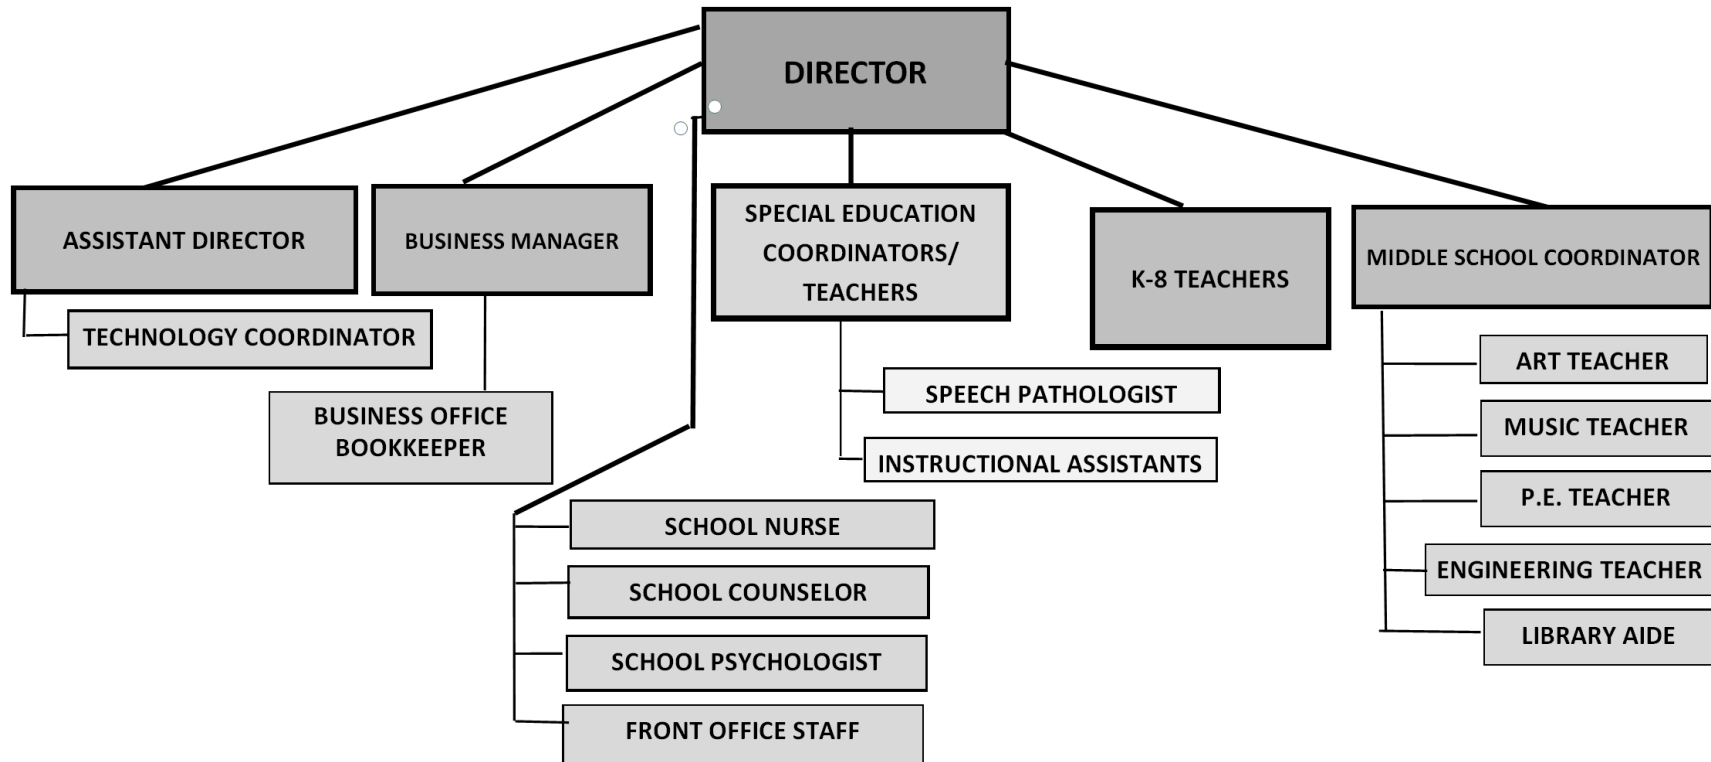 DIRECTOR
ASSISTANT DIRECTOR
BUSINESS MANAGER
SPECIAL EDUCATION
COORDINATORS/
TEACHERS
K-8 TEACHERS
MIDDLE SCHOOL COORDINATOR
TECHNOLOGY COORDINATOR
BUSINESS OFFICE
BOOKKEEPER
SPEECH PATHOLOGIST
INSTRUCTIONAL ASSISTANTS
SCHOOL NURSE
SCHOOL COUNSELOR
SCHOOL PSYCHOLOGIST
FRONT OFFICE STAFF
ART TEACHER
MUSIC TEACHER
P.E. TEACHER
ENGINEERING TEACHER
LIBRARY AIDE